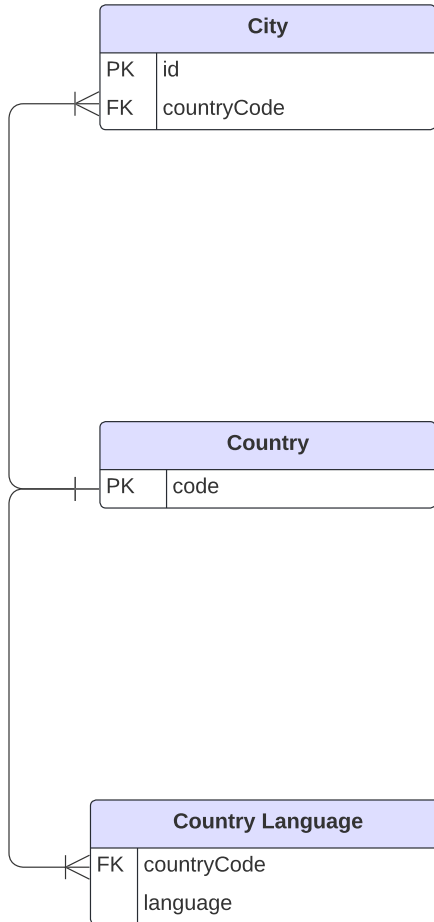 City
PK id
FK countryCode
Country
PK code
Country Language
FK countryCode
language